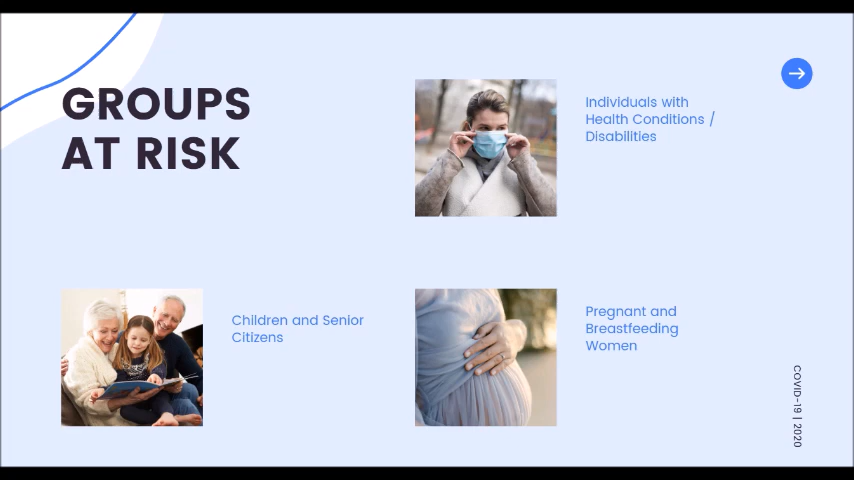 GROUPS
AT RISK
Individuals with
Health Conditions /
Disabilities
Children and Senior
Citizens
Pregnant and
Breastfeeding
Women
COVID-19 | 2020